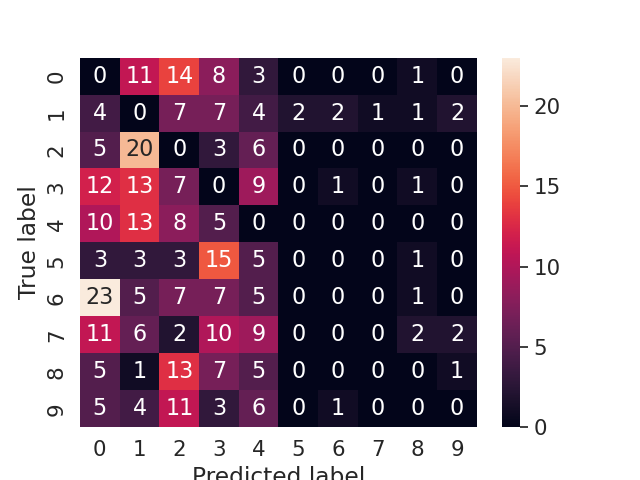 0 0 11 14 8 3 0 0 0 1 0
1 4 0 7 7 4 2 2 1 1 2
2 5 20 0 3 6 0 0 0 0 0
3 12 13 7 0 9 0 1 0 1 0
4 10 13 8 5 0 0 0 0 0 0
5 3 3 3 15 5 0 0 0 1 0
6 23 5 7 7 5 0 0 0 1 0
7 11 6 2 10 9 0 0 0 2 2
8 5 1 13 7 5 0 0 0 0 1
9 5 4 11 3 6 0 1 0 0 0
0 1 2 3 4 5 6 7 8 9
Predicted label
True label
20
15
10
5
0